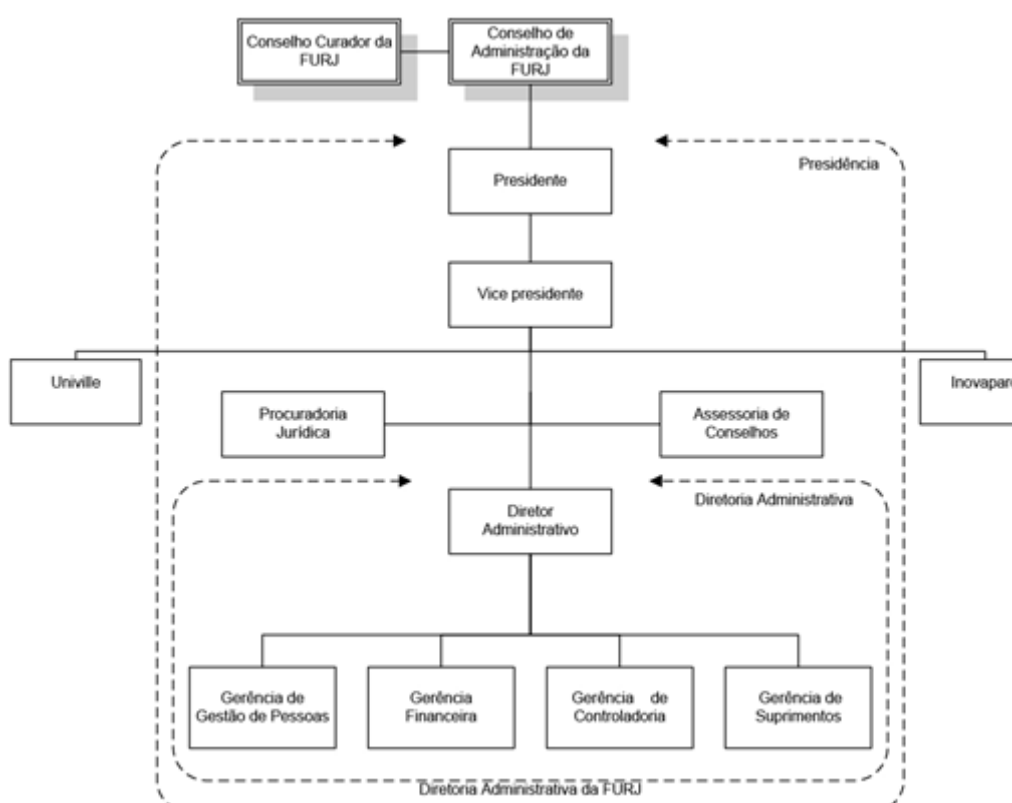 Conselho Curador da
FURJ
Conselho de
Administração da
FURJ
Presidência
Presidente
Vice presidente
Univille
Inovaparq
Procuradoria
Jurídica
Assessoria de
Conselhos
Diretoria Administrativa
Diretor
Administrativo
Gerência de
Gestão de Pessoas
Gerência
Financeira
Gerência de
Controladoria
Gerência de
Suprimentos
Diretoria Administrativa da FURJ